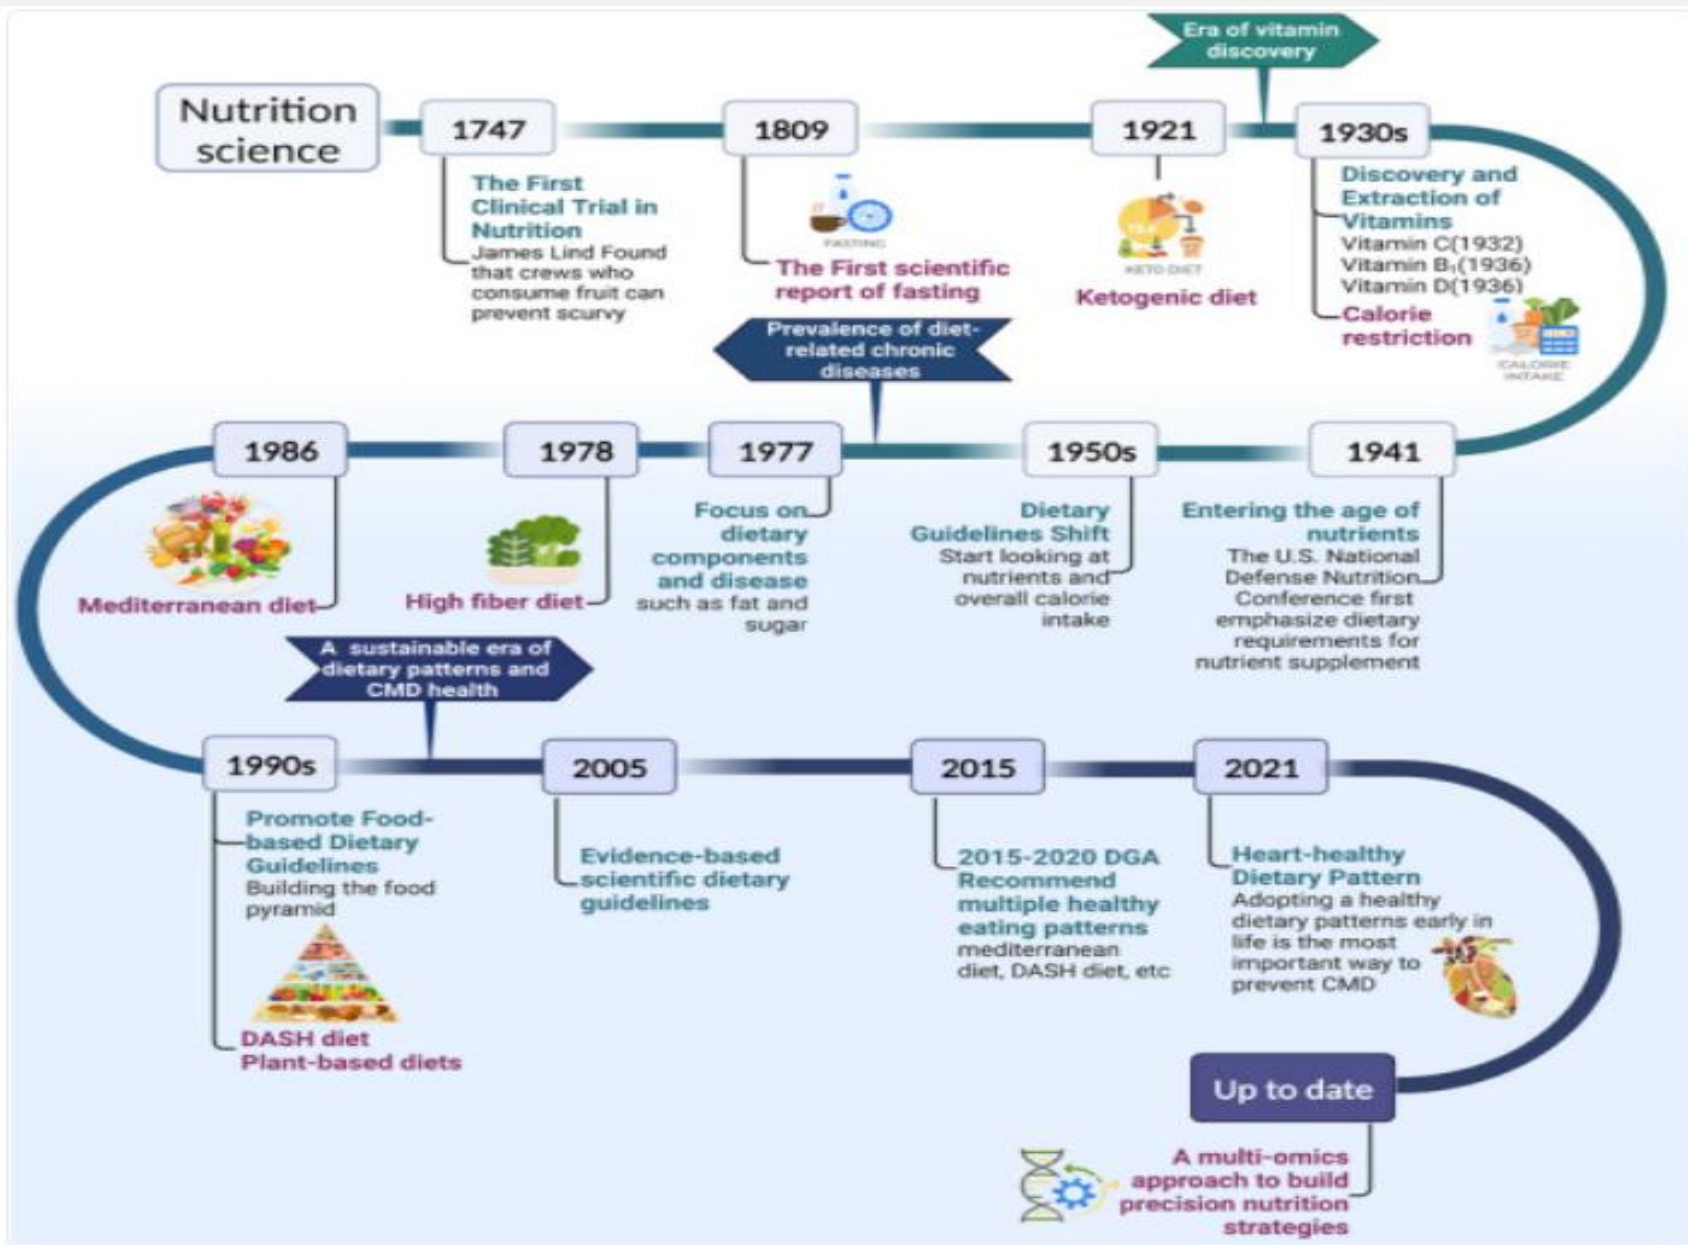 Era of vitamin
discovery
Nutrition
science
1747
1809
1921
1930s
The First
Clinical Trial in
Nutrition
James Lind Found
that crews who
consume fruit can
prevent scurvy
FASTING
The First scientific
report of fasting
KETO DIET
Ketogenic diet
Discovery and
Extraction of
Vitamins
Vitamin C(1932)
Vitamin B₁(1936)
Vitamin D(1936)
Calorie
restriction
CALORIE
INTAKE
Prevalence of diet-
related chronic
diseases
1986
1978
1977
1950s
1941
Mediterranean diet
High fiber diet
Focus on
dietary
components
and disease
such as fat and
sugar
Dietary
Guidelines Shift
Start looking at
nutrients and
overall calorie
intake
Entering the age of
nutrients
The U.S. National
Defense Nutrition
Conference first
emphasize dietary
requirements for
nutrient supplement
A sustainable era of
dietary patterns and
CMD health
1990s
2005
2015
2021
Promote Food-
based Dietary
Guidelines
Building the food
pyramid
DASH diet
Plant-based diets
Evidence-based
scientific dietary
guidelines
2015-2020 DGA
Recommend
multiple healthy
eating patterns
mediterranean
diet, DASH diet, etc
Heart-healthy
Dietary Pattern
Adopting a healthy
dietary patterns early in
life is the most
important way to
prevent CMD
Up to date
A multi-omics
approach to build
precision nutrition
strategies